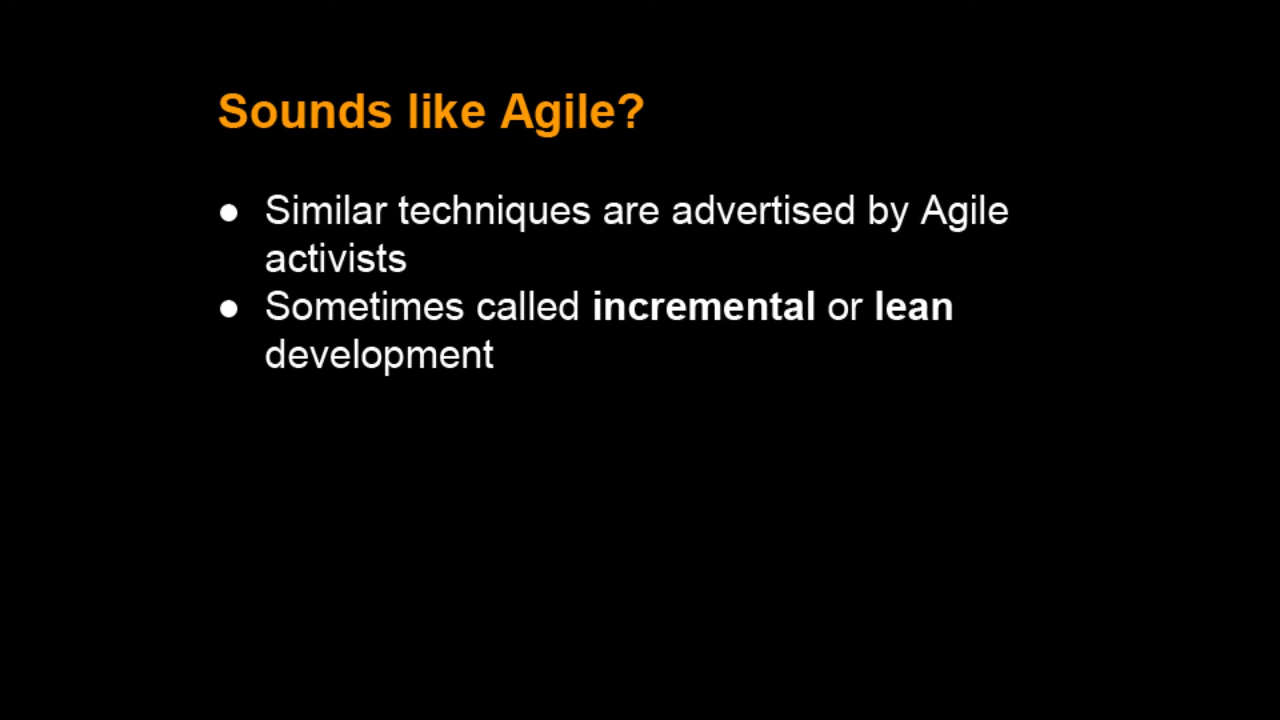 Sounds like Agile?
● Similar techniques are advertised by Agile
activists
● Sometimes called incremental or lean
development